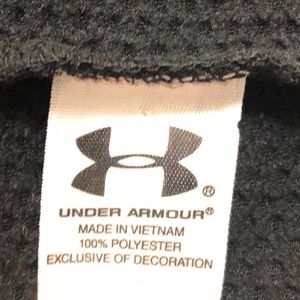 ®
UNDER ARMOUR®
MADE IN VIETNAM
100% POLYESTER
EXCLUSIVE OF DECORATION